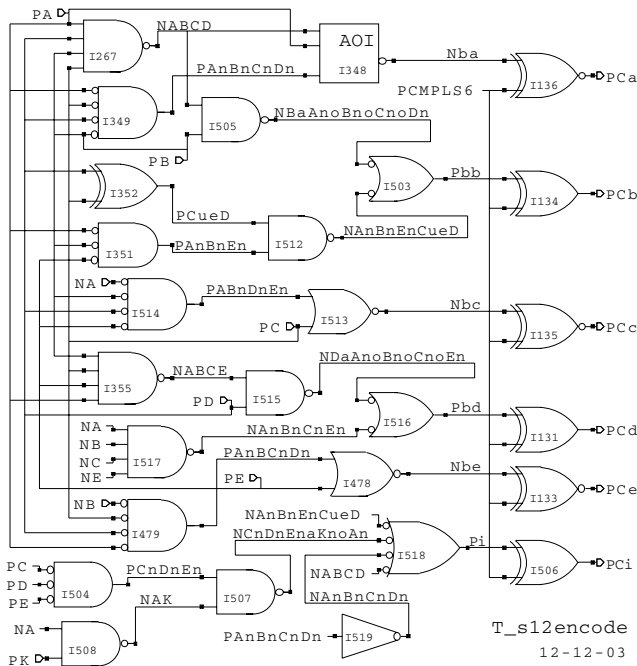 PA
NABCD
AOI
I267
I348
Nba
I136
PCa
PAnBnCnDn
PCMPLS6
I349
I505
NBaAnoBnoCnoDn
PB
I352
I503
Pbb
I134
PCb
PCueD
I351
PAnBnEn
I512
NAnBnEnCueD
NA
PABnDnEn
I514
PC
I513
Nbc
I135
PCc
NDaAnoBnoCnoEn
I355
NABCE
I515
PD
NA
NB
NC
NE
I517
NAnBnCnEn
I516
Pbd
I131
PCd
PAnBCnDn
PE
I478
Nbe
I133
PCe
NB
I479
NAnBnEnCueD
NCnDnEnaKnoAn
I518
Pi
I506
PCi
NABCD
PC
PD
PE
I504
PCnDnEn
I507
NAK
NAnBnCnDn
NA
PK
I508
PAnBnCnDn
I519
T_s12encode
12-12-03